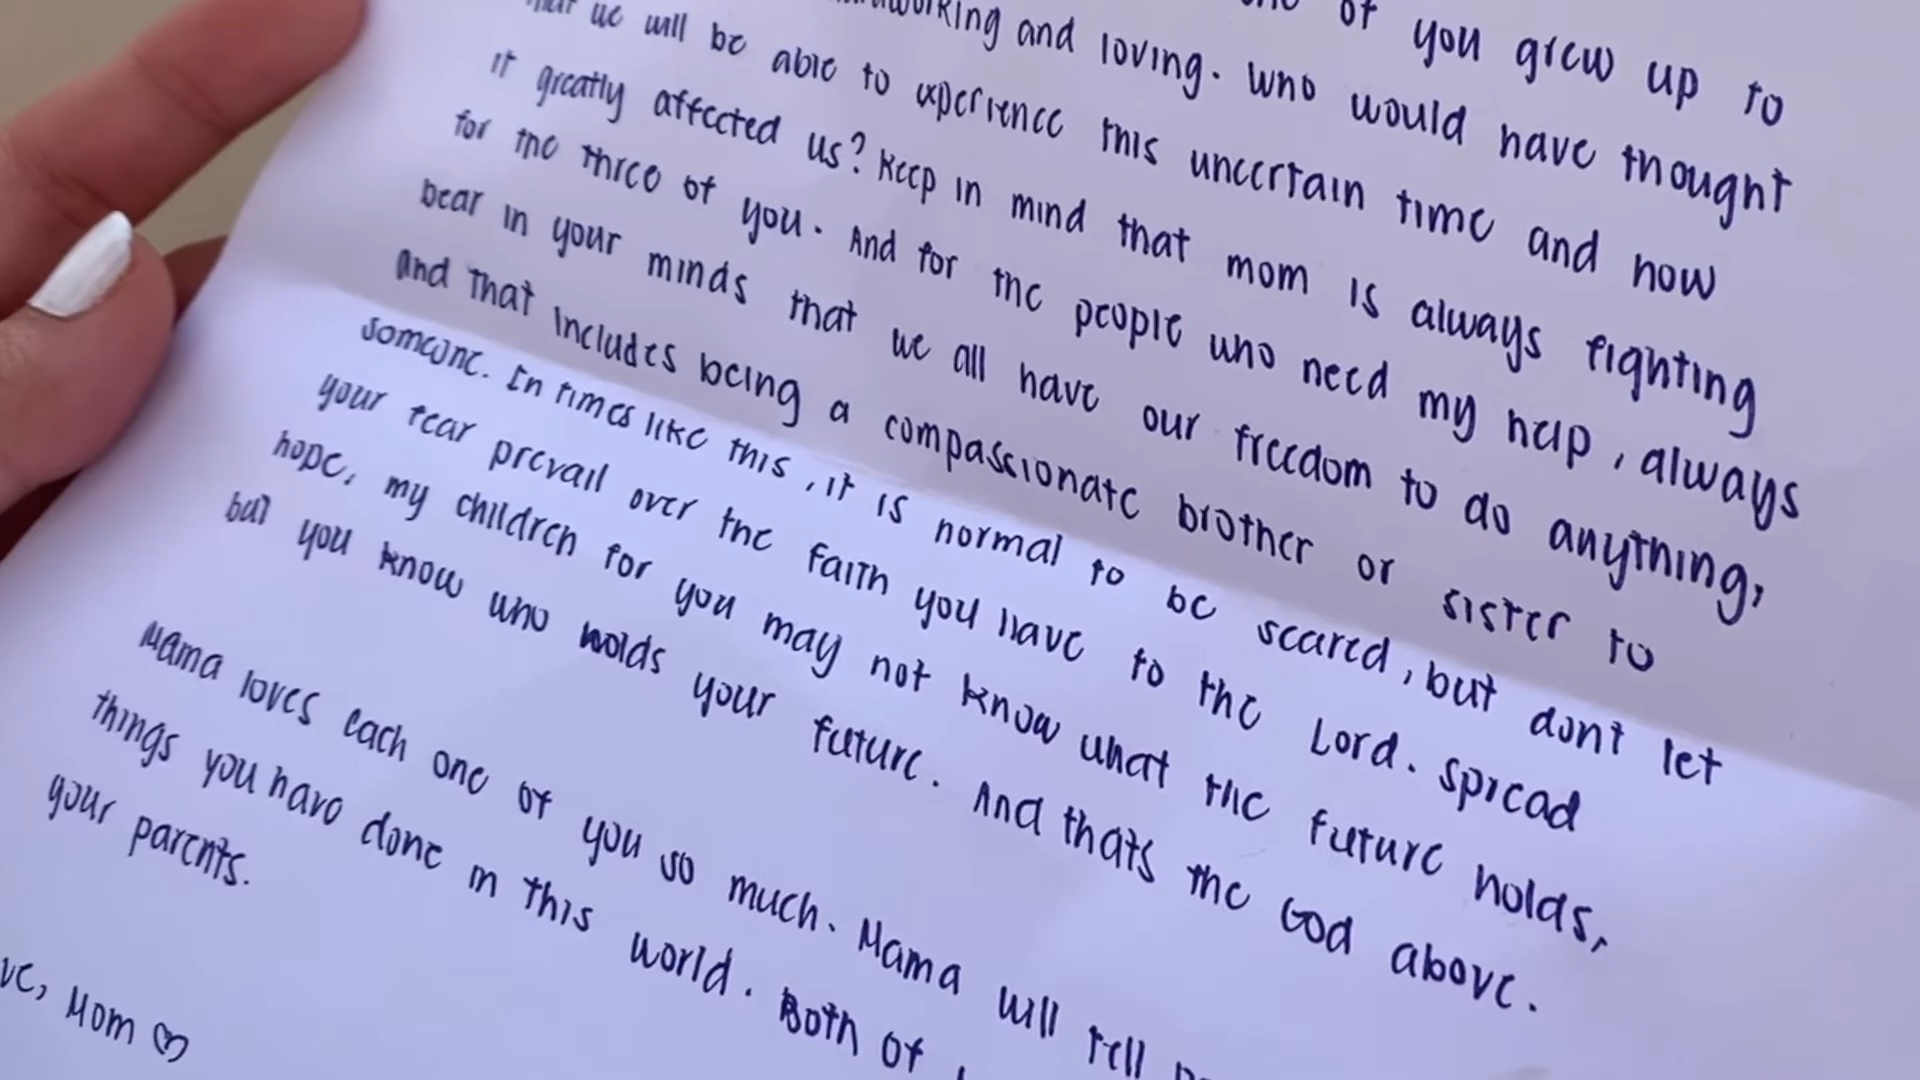 of you grew up to
and loving. Who would have thought
we will be able to experience this uncertain time and how
it greatly affected us? Keep in mind that mom is always fighting
for the three of you. And for the people who need my help, always
bear in your minds that we all have our freedom to do anything,
and that includes being a compassionate brother or sister to
someone. In times like this, it is normal to be scared, but dont let
your fear prevail over the faith you have to the Lord. Spread
hope, my children for you may not know what the future holds,
but you know who holds your future. And thats the God above.
Mama loves each one of you so much. Mama will tell
things you have done in this world. Both of
your parents.
Mom ♡